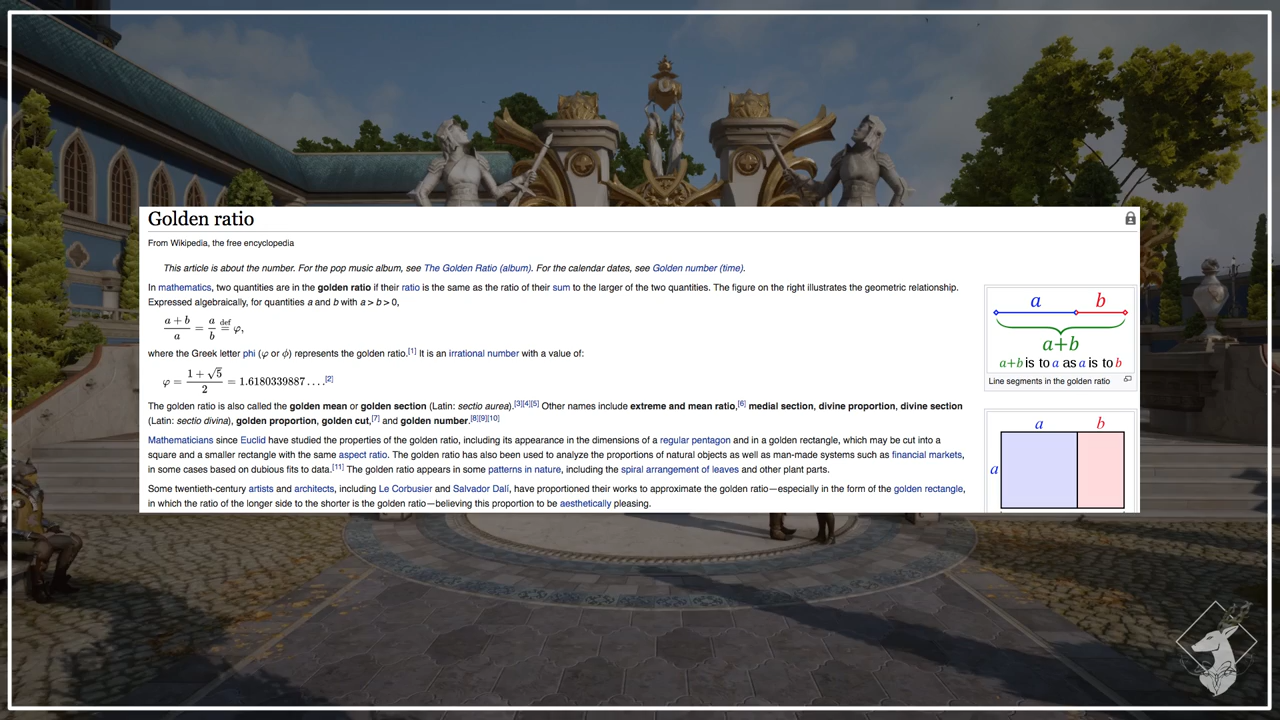 Golden ratio
From Wikipedia, the free encyclopedia
This article is about the number. For the pop music album, see The Golden Ratio (album). For the calendar dates, see Golden number (time).
In mathematics, two quantities are in the golden ratio if their ratio is the same as the ratio of their sum to the larger of the two quantities. The figure on the right illustrates the geometric relationship.
Expressed algebraically, for quantities a and b with a > b > 0,
a + b
a
= a
b
def
= φ,
where the Greek letter phi (φ or ϕ) represents the golden ratio.[1] It is an irrational number with a value of:
φ = 1 + √5
2
= 1.6180339887 . . . .[2]
The golden ratio is also called the golden mean or golden section (Latin: sectio aurea).[3][4][5] Other names include extreme and mean ratio,[6] medial section, divine proportion, divine section
(Latin: sectio divina), golden proportion, golden cut,[7] and golden number.[8][9][10]
Mathematicians since Euclid have studied the properties of the golden ratio, including its appearance in the dimensions of a regular pentagon and in a golden rectangle, which may be cut into a
square and a smaller rectangle with the same aspect ratio. The golden ratio has also been used to analyze the proportions of natural objects as well as man-made systems such as financial markets,
in some cases based on dubious fits to data.[11] The golden ratio appears in some patterns in nature, including the spiral arrangement of leaves and other plant parts.
Some twentieth-century artists and architects, including Le Corbusier and Salvador Dalí, have proportioned their works to approximate the golden ratio—especially in the form of the golden rectangle,
in which the ratio of the longer side to the shorter is the golden ratio—believing this proportion to be aesthetically pleasing.
a b
a+b
a+b is to a as a is to b
Line segments in the golden ratio
a b
a